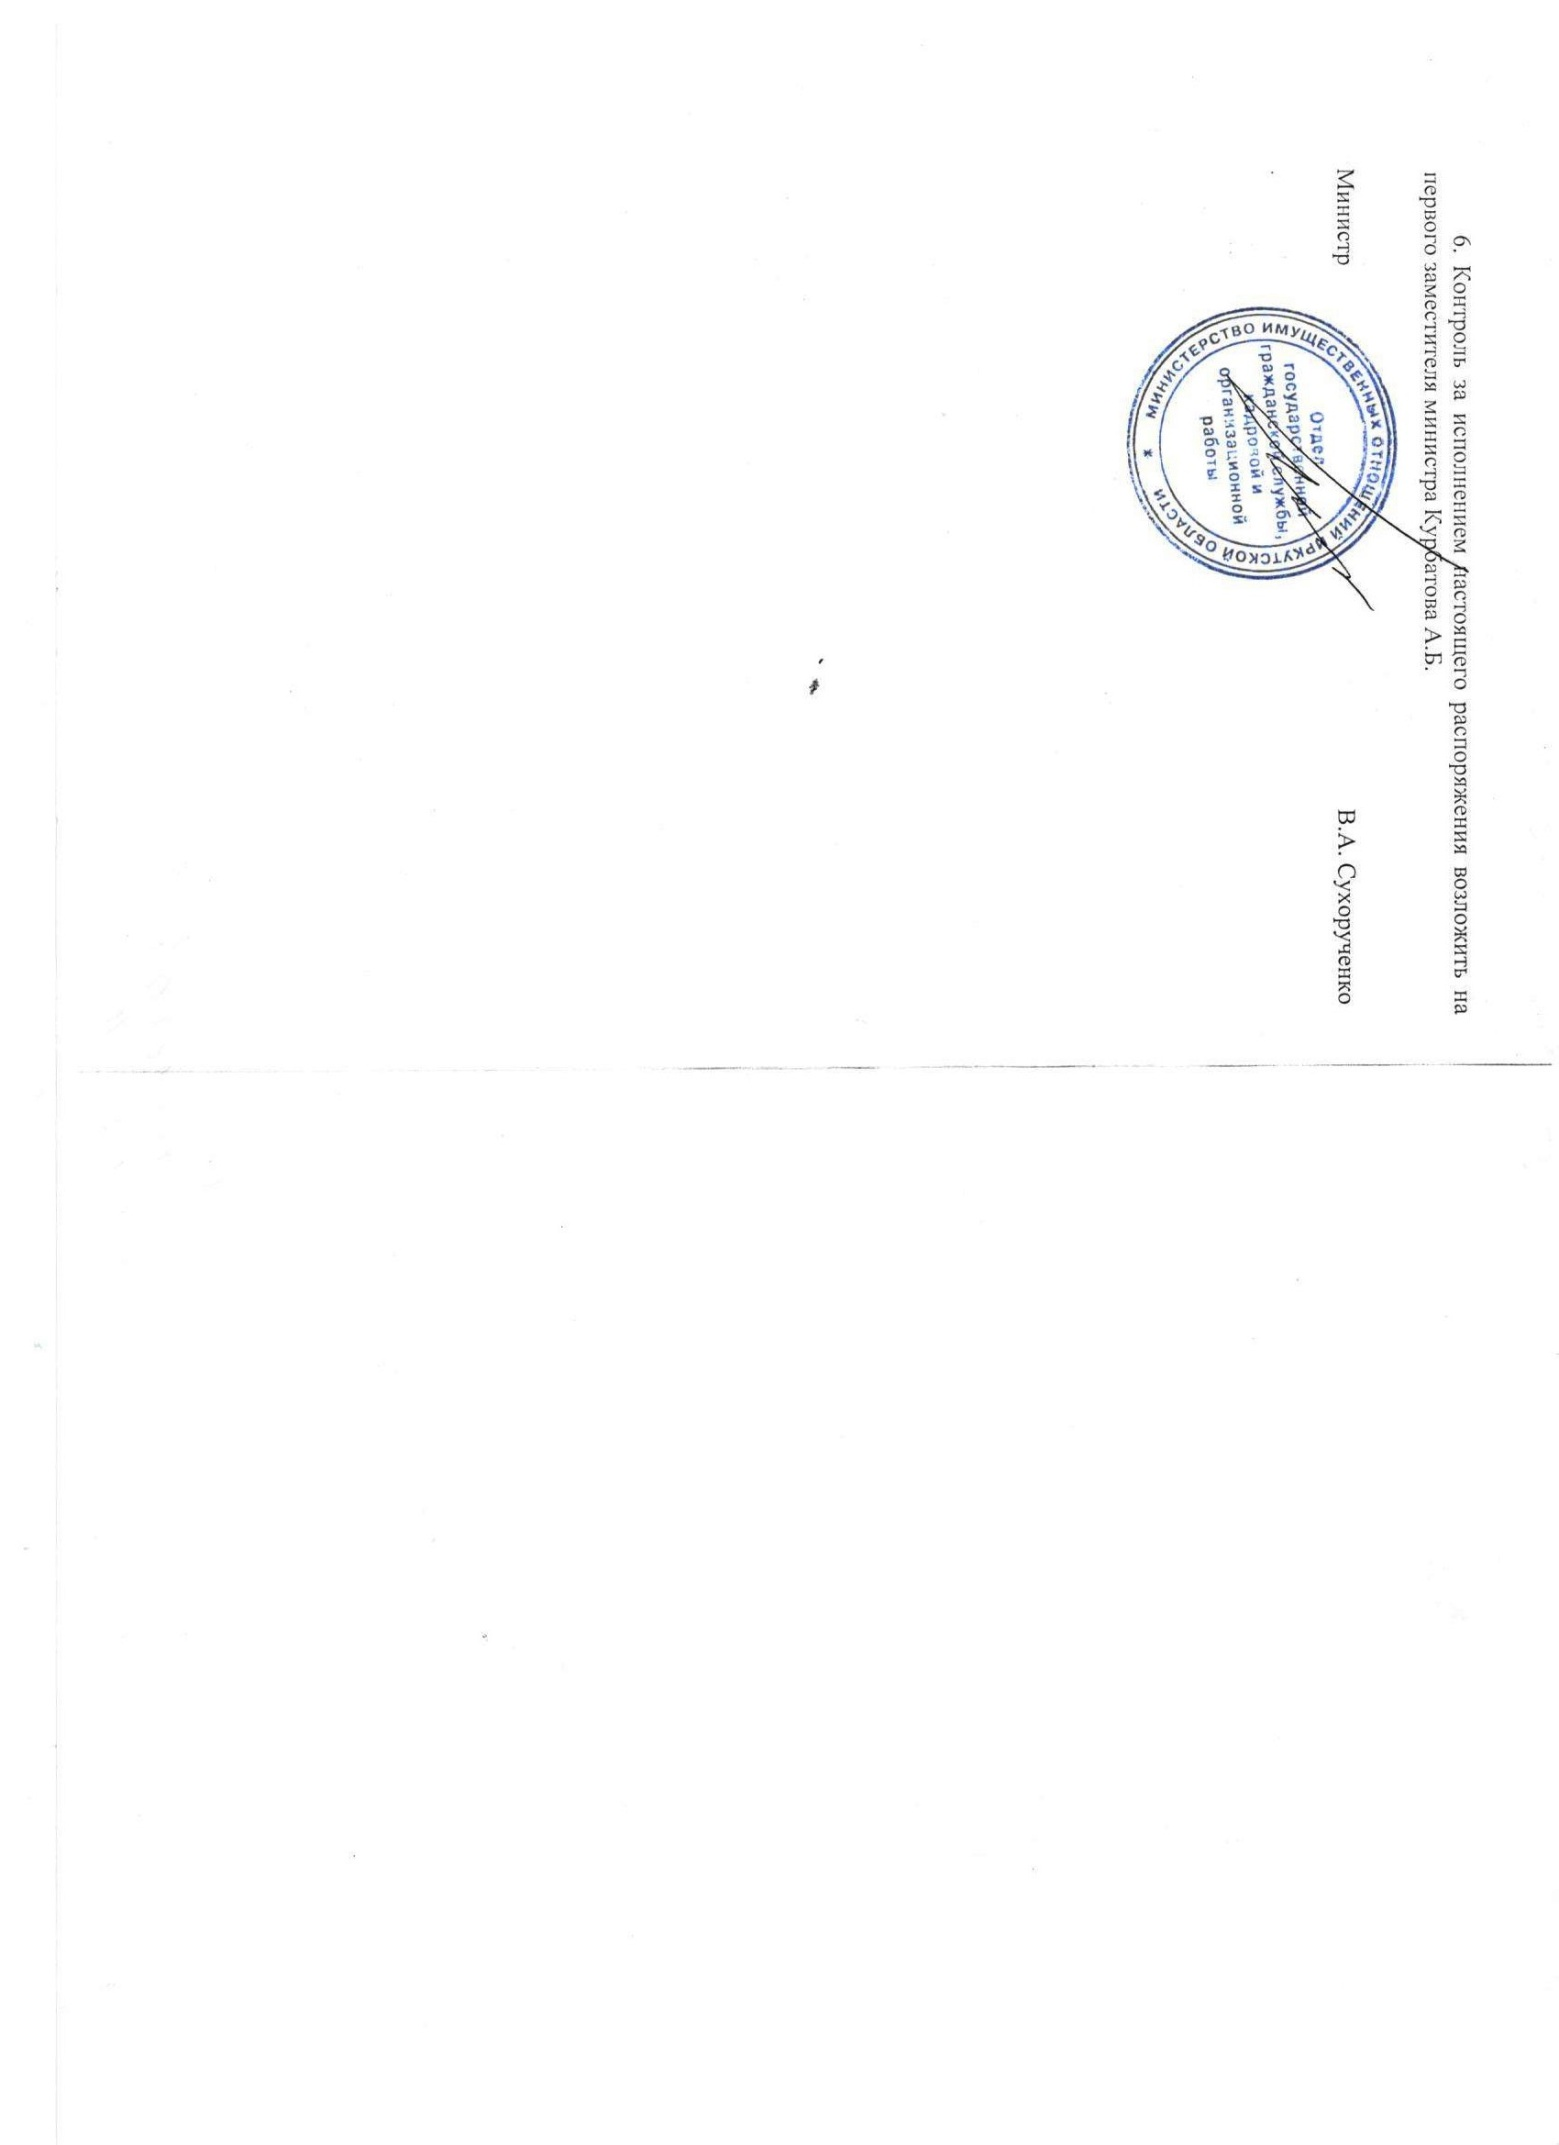 6. Контроль за исполнением настоящего распоряжения возложить на
первого заместителя министра Курбатова А.Б.
Министр
В.А. Сухорученко
МИНИСТЕРСТВО ИМУЩЕСТВЕННЫХ ОТНОШЕНИЙ ИРКУТСКОЙ ОБЛАСТИ
*
Отдел
государственной
гражданской службы,
кадровой и
организационной
работы